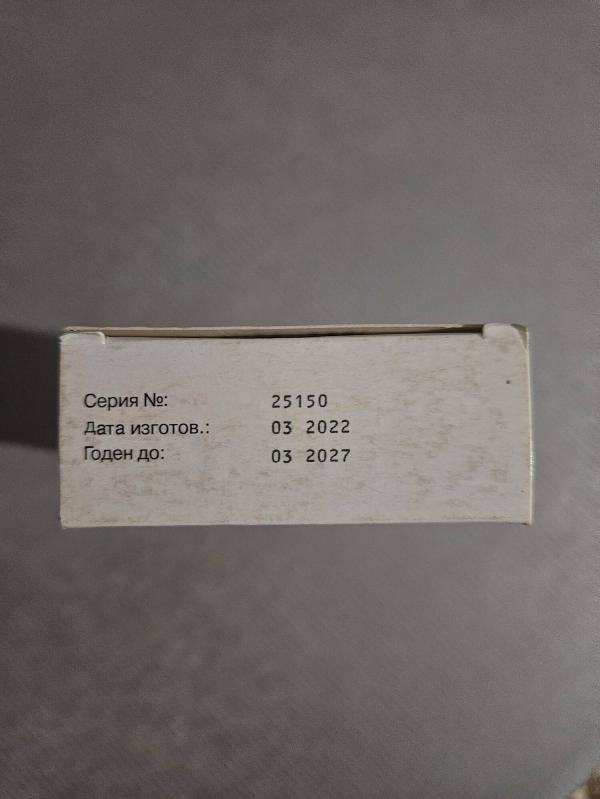 Серия №: 25150
Дата изготов.: 03 2022
Годен до: 03 2027